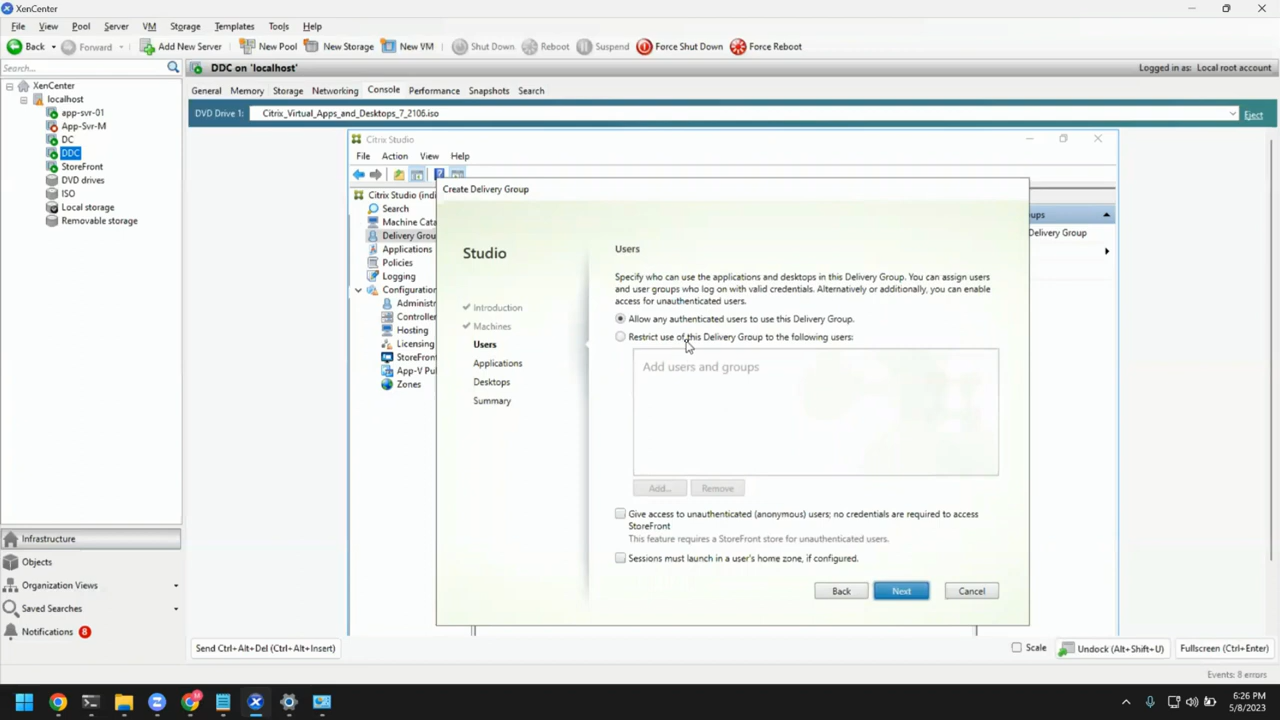 XenCenter
File View Pool Server VM Storage Templates Tools Help
Back Forward Add New Server New Pool New Storage New VM Shut Down Reboot Suspend Force Shut Down Force Reboot
Search...
DDC on 'localhost'
Logged in as: Local root account
XenCenter
localhost
app-svr-01
App-Svr-M
DC
DDC
StoreFront
DVD drives
ISO
Local storage
Removable storage
General Memory Storage Networking Console Performance Snapshots Search
DVD Drive 1: Citrix_Virtual_Apps_and_Desktops_7_2106.iso Eject
Citrix Studio
File Action View Help
Citrix Studio (indi
Search
Machine Cata
Delivery Grou
Applications
Policies
Logging
Configuration
Administr
Controller
Hosting
Licensing
StoreFron
App-V Pu
Zones
Create Delivery Group
Studio
Introduction
Machines
Users
Applications
Desktops
Summary
Users
Specify who can use the applications and desktops in this Delivery Group. You can assign users
and user groups who log on with valid credentials. Alternatively or additionally, you can enable
access for unauthenticated users.
Allow any authenticated users to use this Delivery Group.
Restrict use of this Delivery Group to the following users:
Add users and groups
Add... Remove
Give access to unauthenticated (anonymous) users; no credentials are required to access
StoreFront
This feature requires a StoreFront store for unauthenticated users.
Sessions must launch in a user's home zone, if configured.
Back Next Cancel
ups
Delivery Group
Infrastructure
Objects
Organization Views
Saved Searches
Notifications 8
Send Ctrl+Alt+Del (Ctrl+Alt+Insert)
Scale Undock (Alt+Shift+U) Fullscreen (Ctrl+Enter)
Events: 8 errors
6:26 PM
5/8/2023